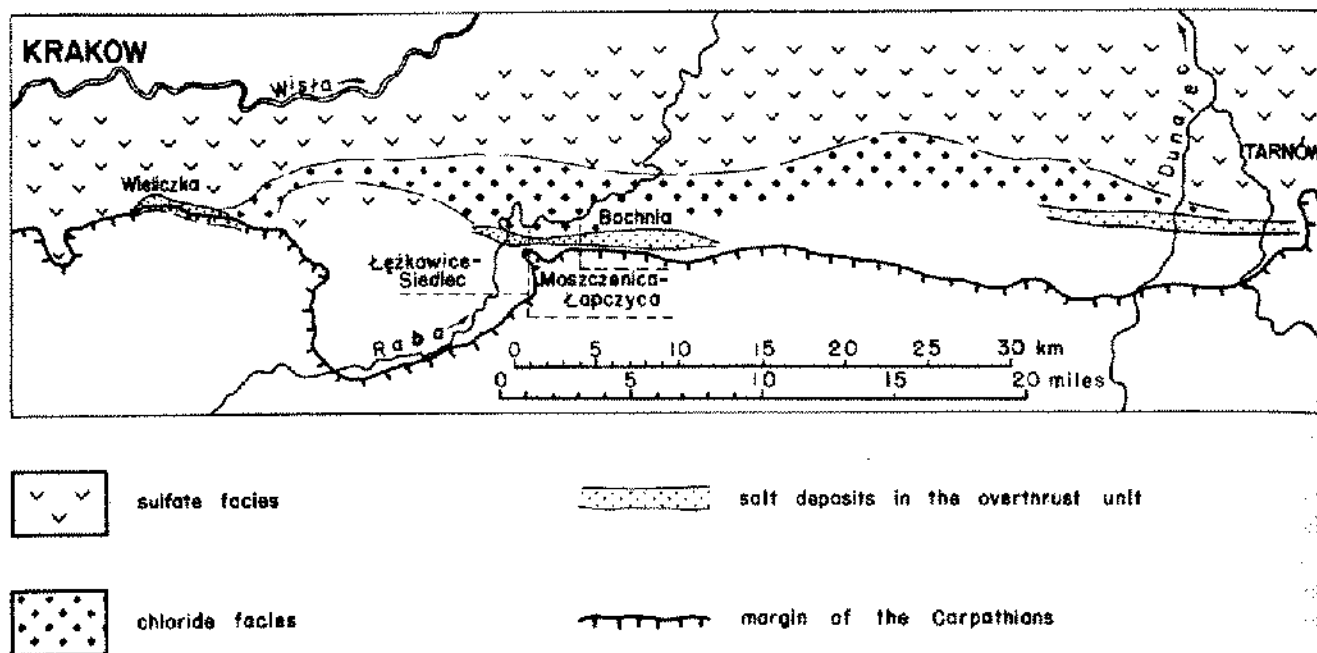 KRAKÓW
Wisła
Dunajec
TARNÓW
Wieliczka
Bochnia
Łężkowice-
Siedlec
Moszczenica-
Łapczyca
Raba
0 5 10 15 20 25 30 km
0 5 10 15 20 miles
sulfate facies
salt deposits in the overthrust unit
chloride facies
margin of the Carpathians